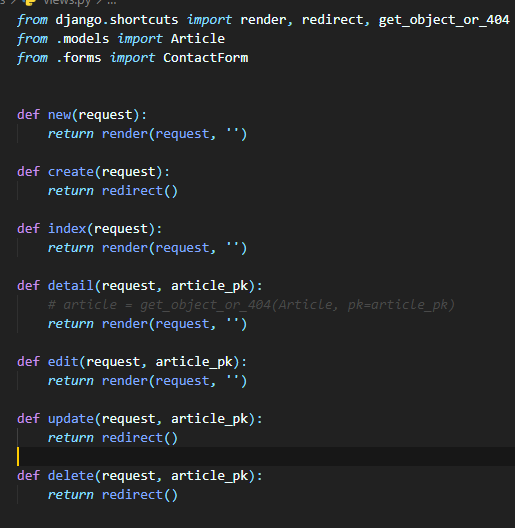 views.py > ...
from django.shortcuts import render, redirect, get_object_or_404
from .models import Article
from .forms import ContactForm
def new(request):
    return render(request, '')
def create(request):
    return redirect()
def index(request):
    return render(request, '')
def detail(request, article_pk):
    # article = get_object_or_404(Article, pk=article_pk)
    return render(request, '')
def edit(request, article_pk):
    return render(request, '')
def update(request, article_pk):
    return redirect()
def delete(request, article_pk):
    return redirect()